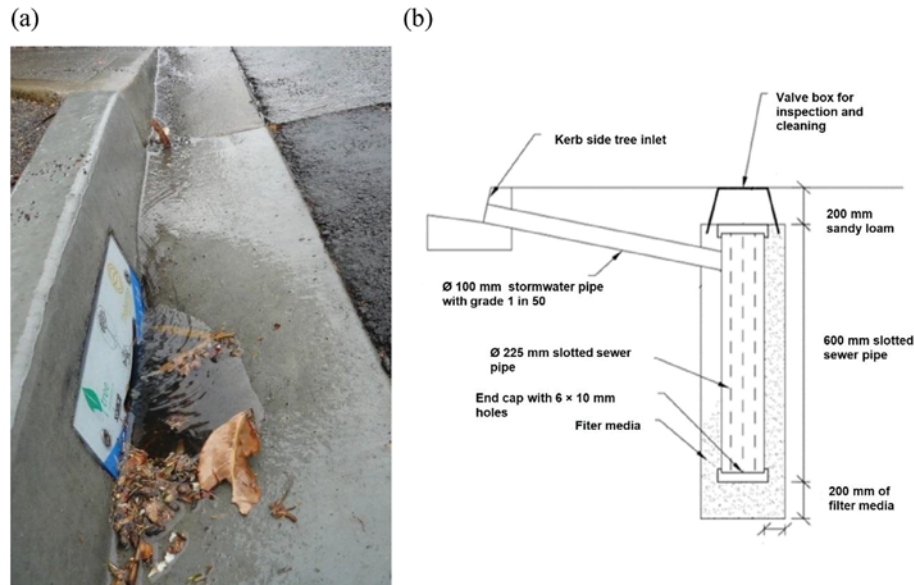 (a)
(b)
Valve box for
inspection and
cleaning
Kerb side tree inlet
200 mm
sandy loam
Ø 100 mm stormwater pipe
with grade 1 in 50
600 mm slotted
sewer pipe
Ø 225 mm slotted sewer
pipe
End cap with 6 × 10 mm
holes
Fiter media
200 mm of
filter media